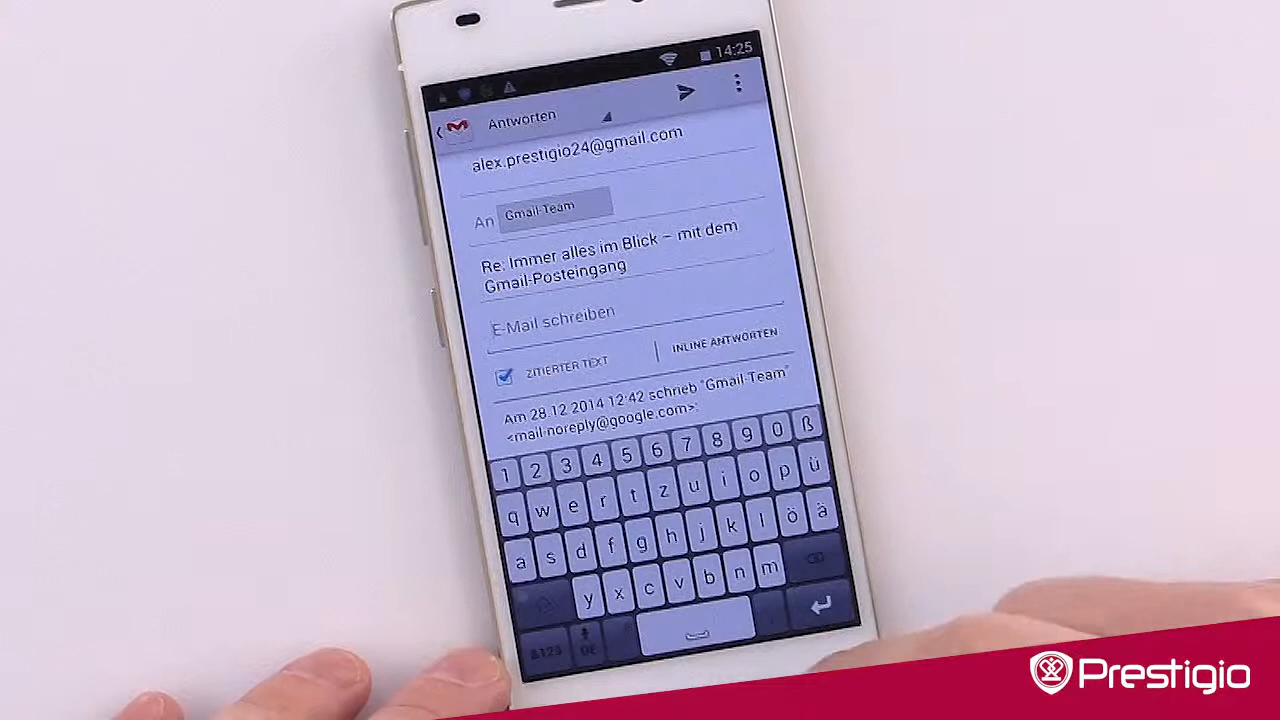 14:25
Antworten
alex.prestigio24@gmail.com
An Gmail-Team
Re: Immer alles im Blick – mit dem
Gmail-Posteingang
E-Mail schreiben
ZITIERTER TEXT
INLINE ANTWORTEN
Am 28.12.2014 12:42 schrieb "Gmail-Team"
<mail-noreply@google.com>:
1 2 3 4 5 6 7 8 9 0 ß
q w e r t z u i o p ü
a s d f g h j k l ö ä
y x c v b n m
&123 DE
Prestigio